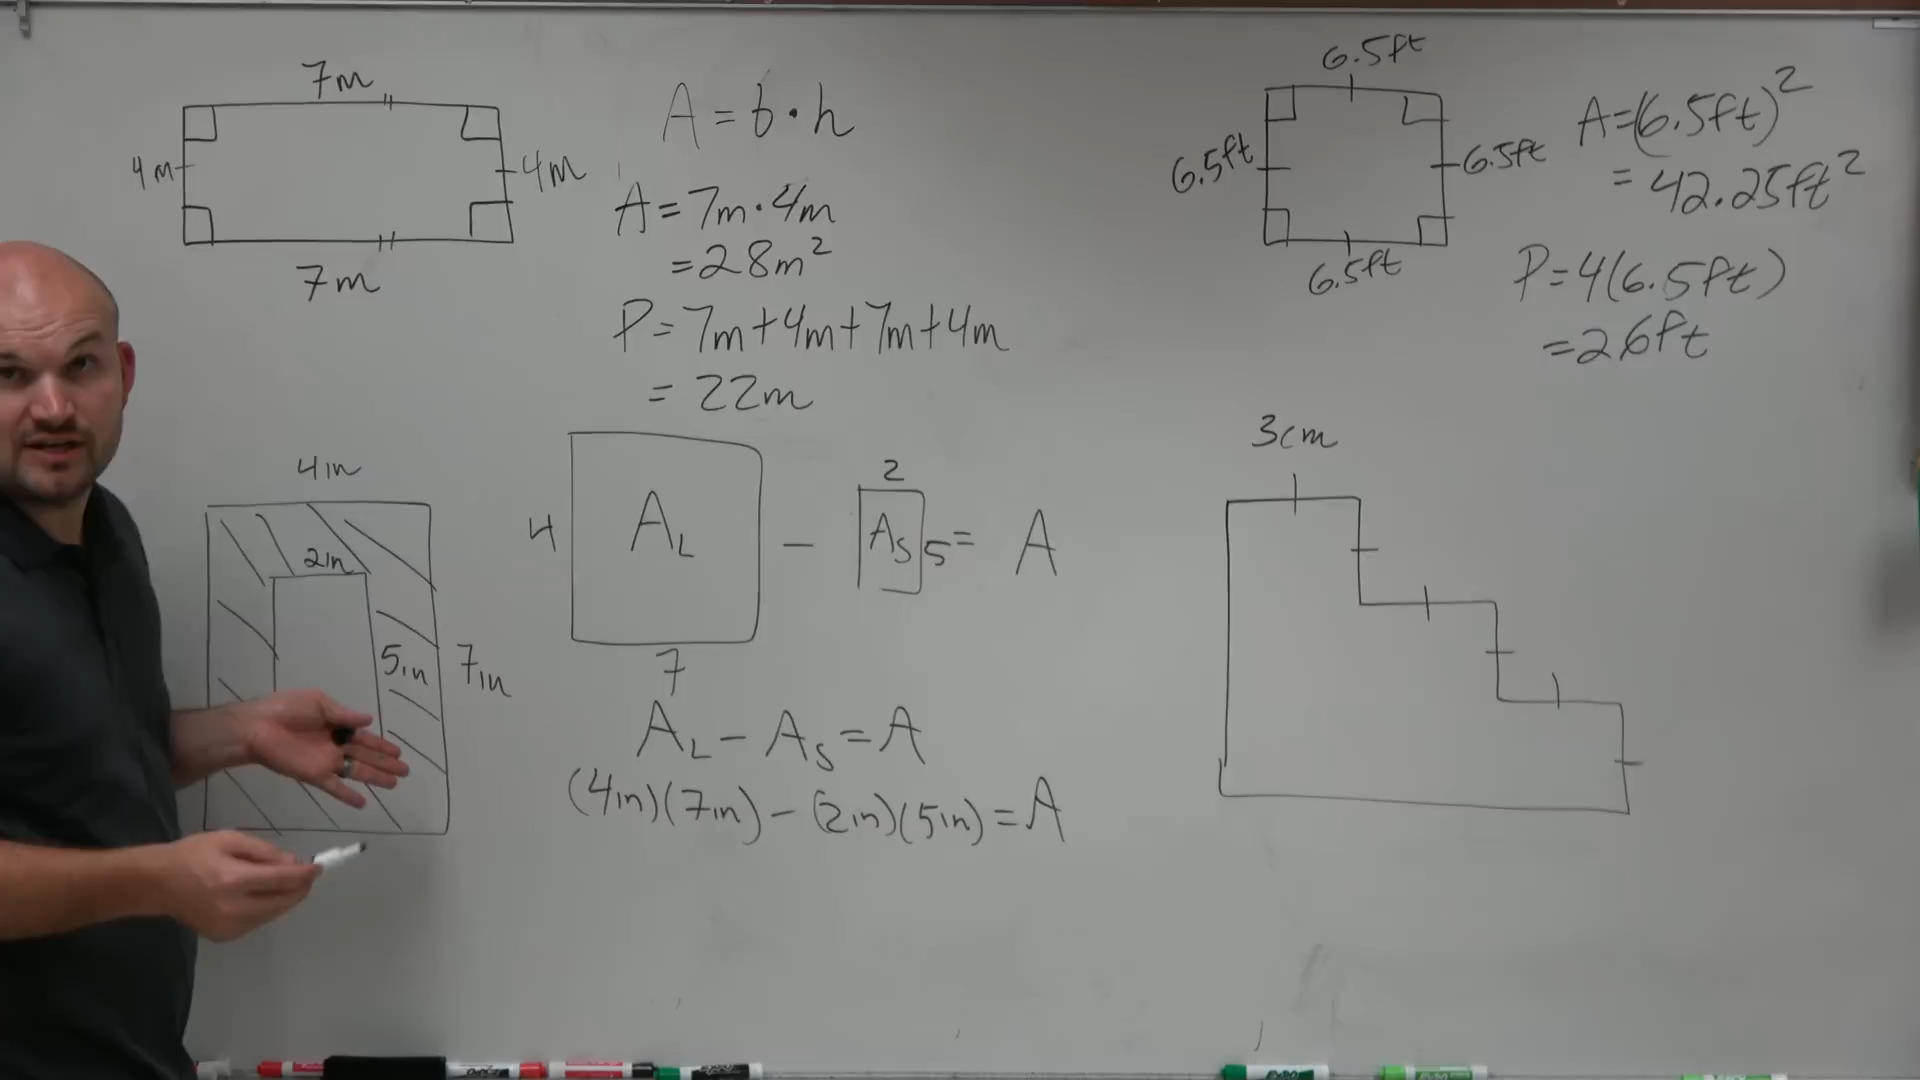 7m
4m
4m
7m
A = b · h
A = 7m · 4m
= 28m²
P = 7m + 4m + 7m + 4m
= 22m
6.5ft
6.5ft
6.5ft
6.5ft
A = (6.5ft)²
= 42.25ft²
P = 4(6.5ft)
= 26ft
4in
2in
5in
7in
4
A_L
7
−
2
A_S
5
= A
A_L − A_S = A
(4in)(7in) − (2in)(5in) = A
3cm
EXPO